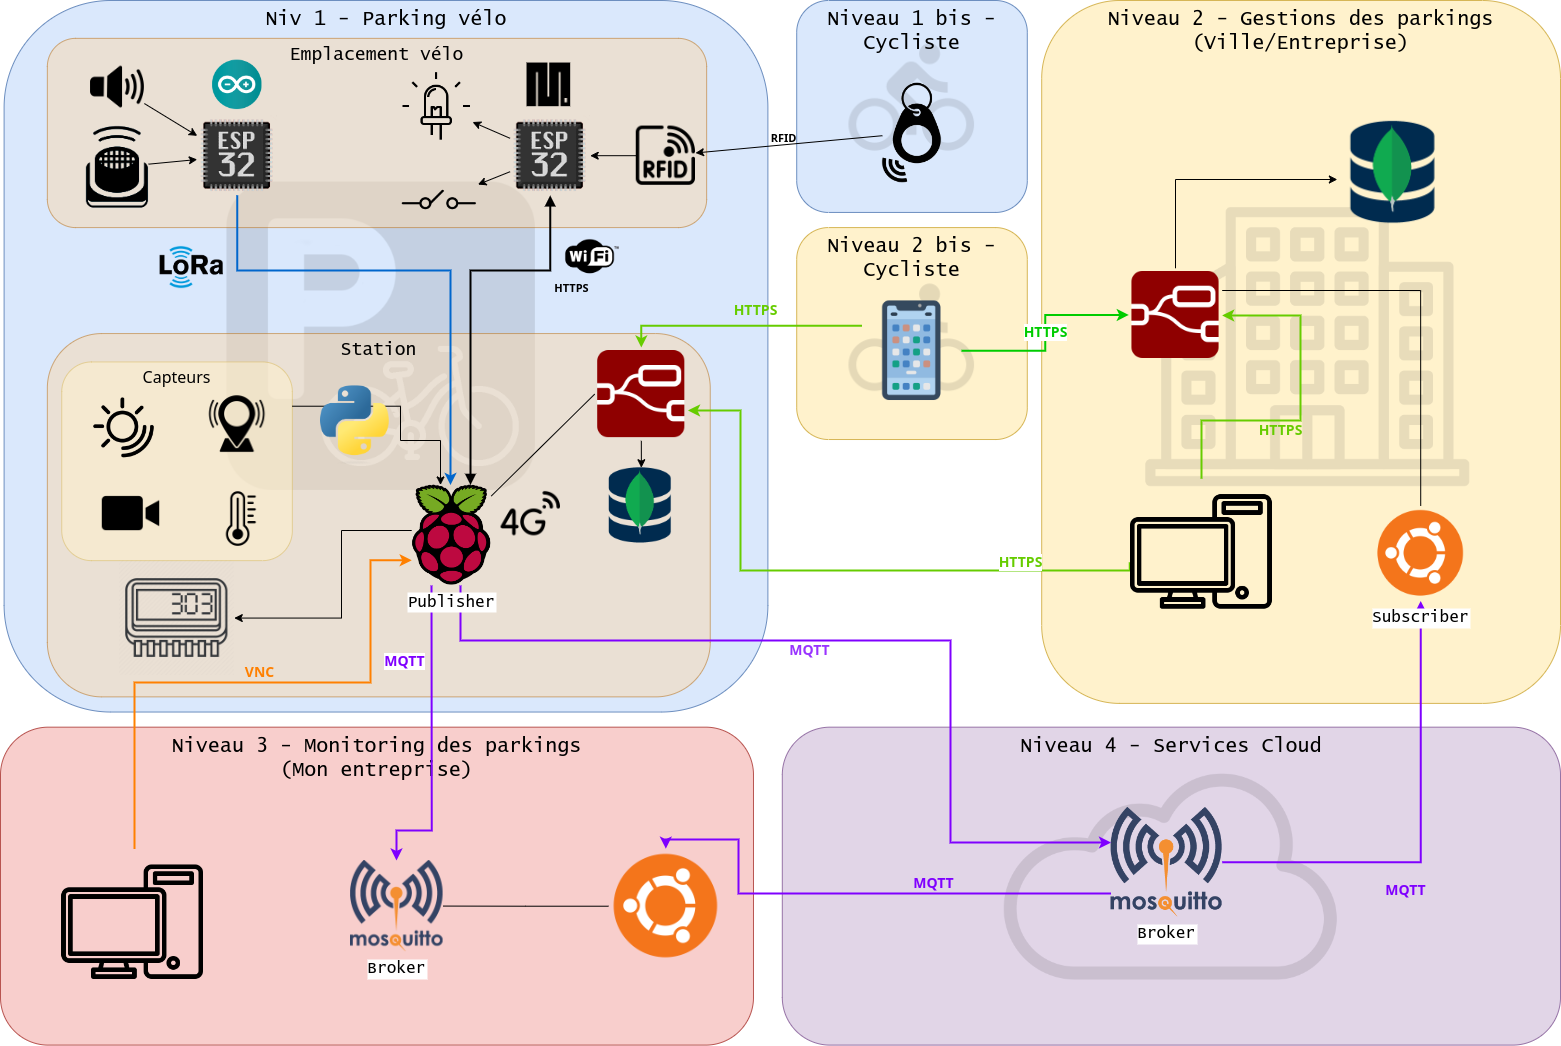 Niv 1 - Parking vélo
Emplacement vélo
ESP
32
ESP
32
RFID
RFID
LoRa
WiFi
HTTPS
Niveau 1 bis -
Cycliste
Niveau 2 bis -
Cycliste
HTTPS
HTTPS
Niveau 2 - Gestions des parkings
(Ville/Entreprise)
HTTPS
HTTPS
Subscriber
P
Station
Capteurs
4G
303
Publisher
VNC
MQTT
MQTT
Niveau 3 - Monitoring des parkings
(Mon entreprise)
mosquitto
Broker
Niveau 4 - Services Cloud
MQTT
mosquitto
Broker
MQTT